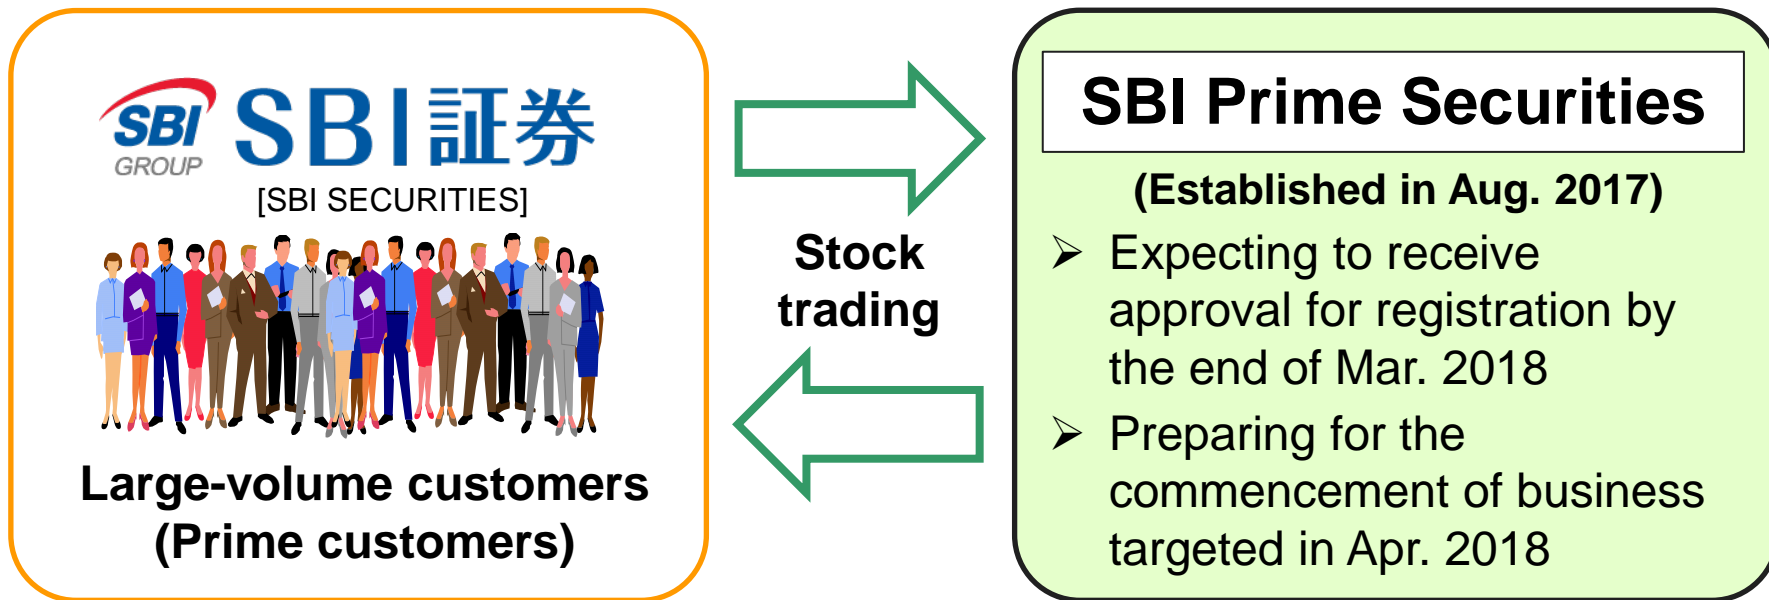 SBI
GROUP
SBI証券
[SBI SECURITIES]
Large-volume customers
(Prime customers)
Stock
trading
SBI Prime Securities
(Established in Aug. 2017)
➢ Expecting to receive
approval for registration by
the end of Mar. 2018
➢ Preparing for the
commencement of business
targeted in Apr. 2018